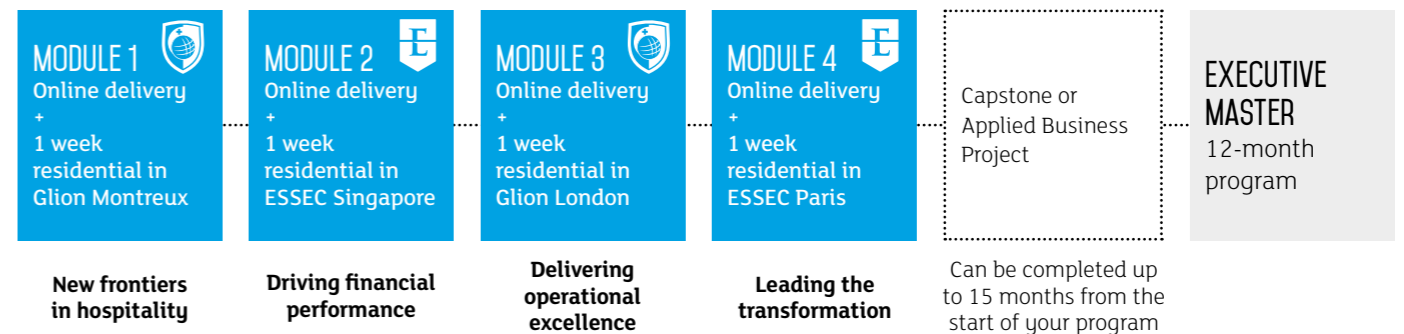 MODULE 1
Online delivery
+
1 week
residential in
Glion Montreux
New frontiers
in hospitality
MODULE 2
E
Online delivery
+
1 week
residential in
ESSEC Singapore
Driving financial
performance
MODULE 3
Online delivery
+
1 week
residential in
Glion London
Delivering
operational
excellence
MODULE 4
E
Online delivery
+
1 week
residential in
ESSEC Paris
Leading the
transformation
Capstone or
Applied Business
Project
Can be completed up
to 15 months from the
start of your program
EXECUTIVE
MASTER
12-month
program